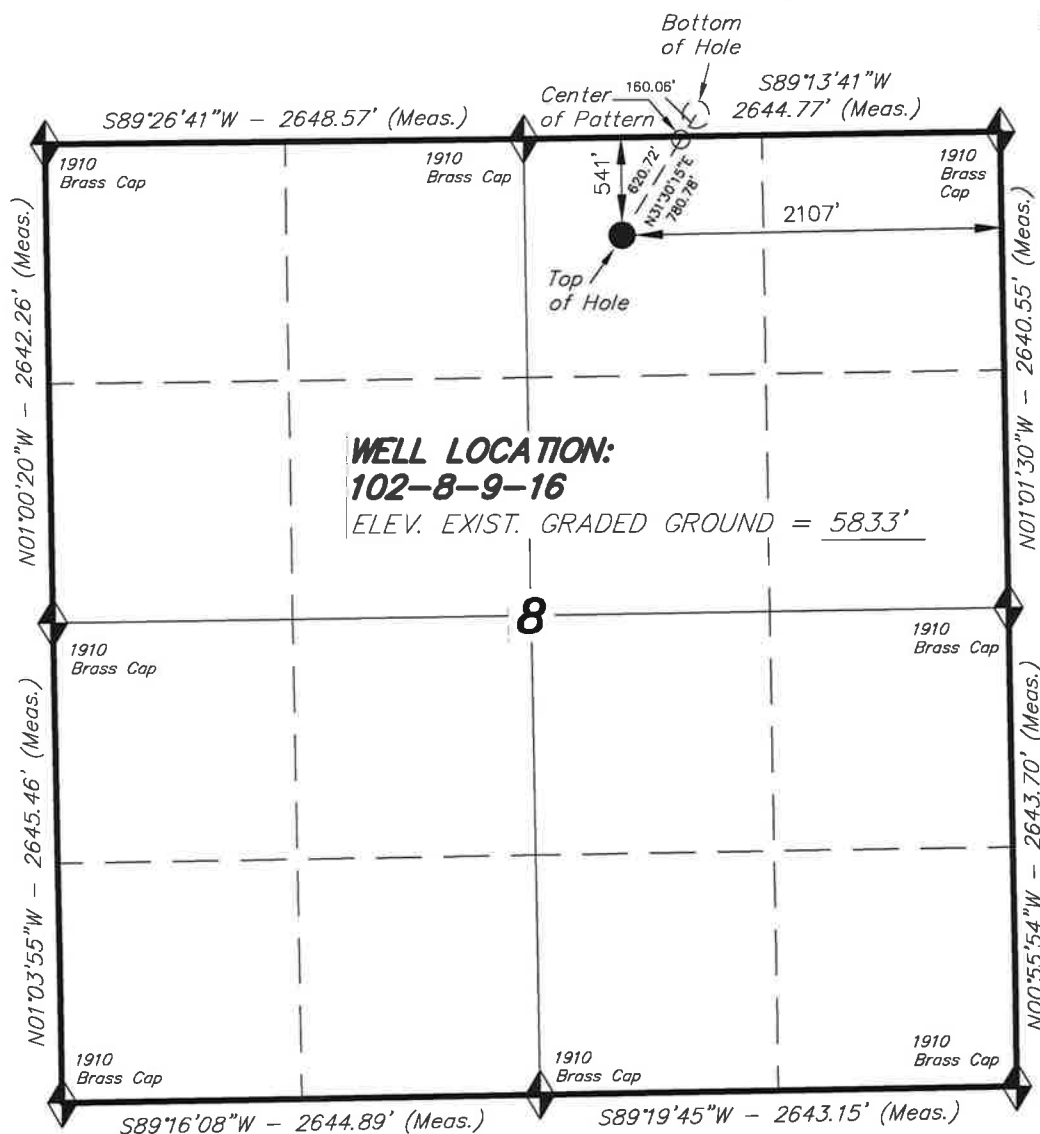 Bottom
of Hole
S89°13'41"W
2644.77' (Meas.)
160.06'
Center
of Pattern
S89°26'41"W – 2648.57' (Meas.)
1910
Brass Cap
1910
Brass Cap
1910
Brass
Cap
541'
620.72'
N31°30'15"E
780.78'
2107'
Top
of Hole
N01°00'20"W – 2642.26' (Meas.)
N01°01'30"W – 2640.55' (Meas.)
WELL LOCATION:
102–8–9–16
ELEV. EXIST. GRADED GROUND = 5833'
8
1910
Brass Cap
1910
Brass Cap
N01°03'55"W – 2645.46' (Meas.)
N00°55'54"W – 2643.70' (Meas.)
1910
Brass Cap
1910
Brass Cap
1910
Brass Cap
S89°16'08"W – 2644.89' (Meas.)
S89°19'45"W – 2643.15' (Meas.)